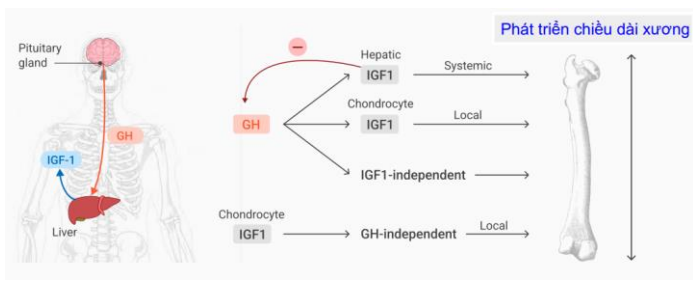 Phát triển chiều dài xương
Pituitary
gland
GH
IGF-1
Liver
Hepatic
IGF1
Systemic
GH
Chondrocyte
IGF1
Local
IGF1-independent
Chondrocyte
IGF1
GH-independent
Local